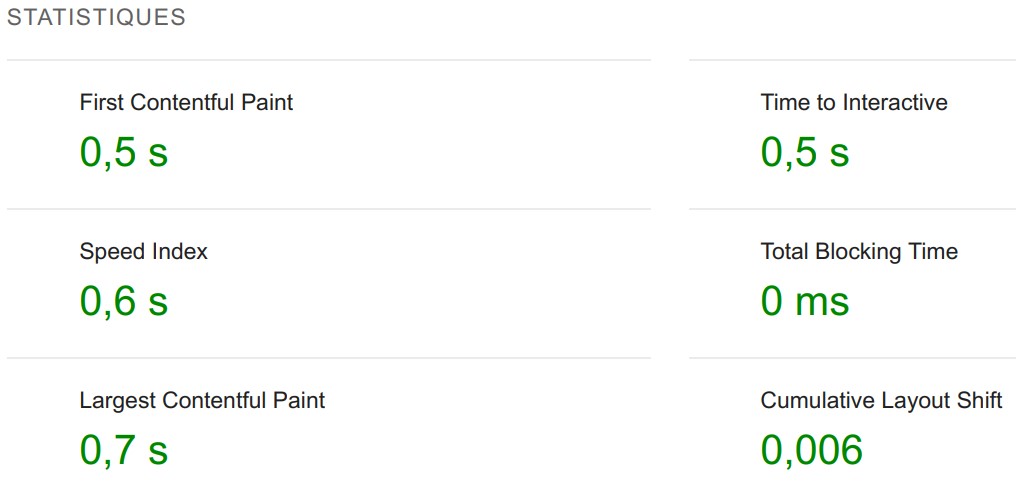 STATISTIQUES
First Contentful Paint
0,5 s
Time to Interactive
0,5 s
Speed Index
0,6 s
Total Blocking Time
0 ms
Largest Contentful Paint
0,7 s
Cumulative Layout Shift
0,006